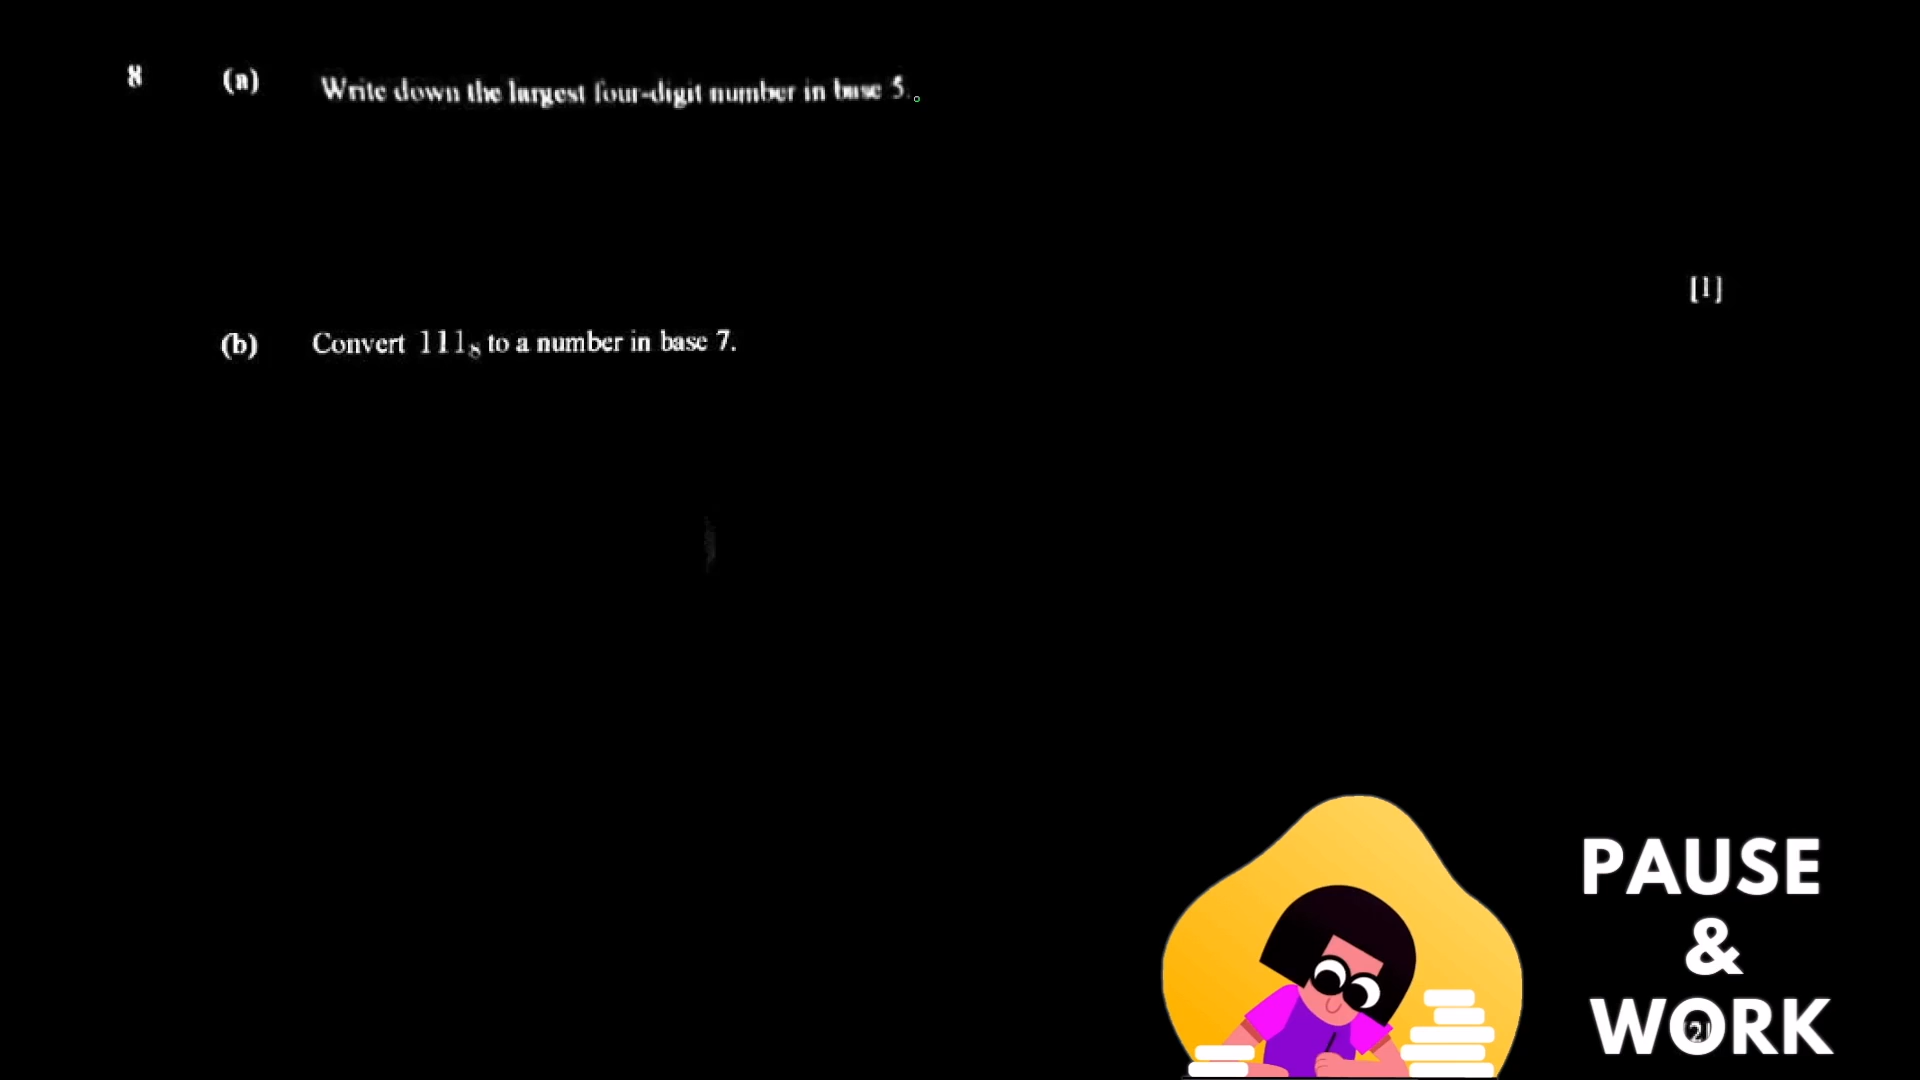 8 (a) Write down the largest four-digit number in base 5.
[1]
(b) Convert 111₈ to a number in base 7.
PAUSE
&
WORK
[2]